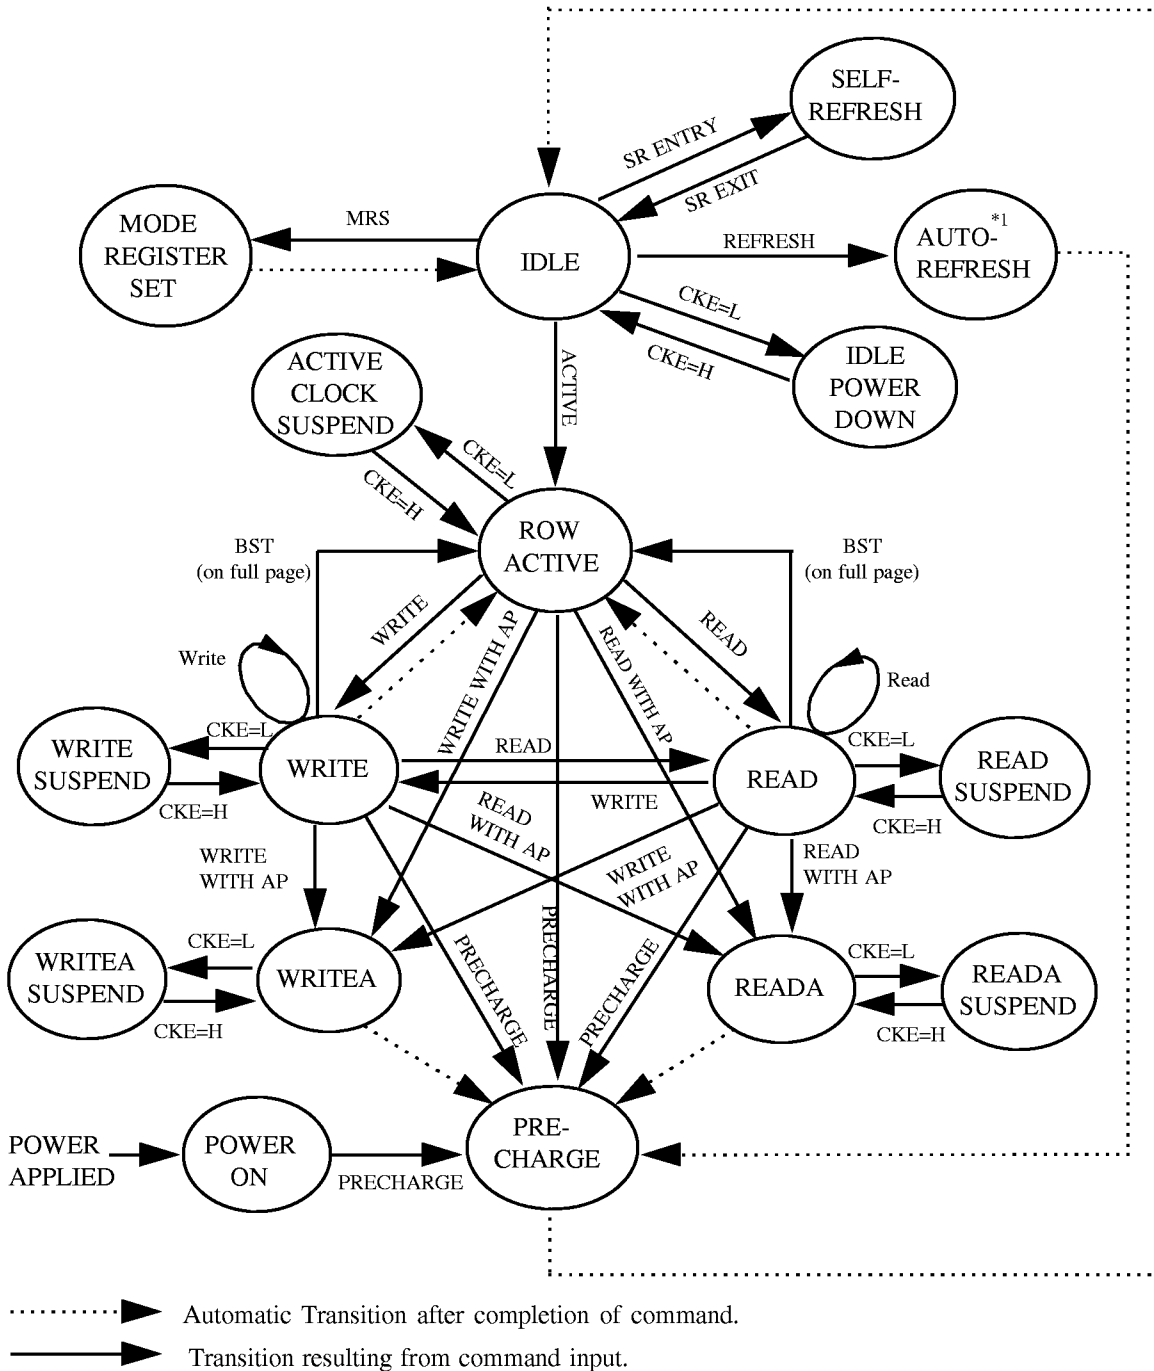 SELF-
REFRESH
SR ENTRY
SR EXIT
MODE
REGISTER
SET
MRS
IDLE
REFRESH
*1
AUTO-
REFRESH
CKE=L
CKE=H
IDLE
POWER
DOWN
ACTIVE
ACTIVE
CLOCK
SUSPEND
CKE=L
CKE=H
ROW
ACTIVE
BST
(on full page)
BST
(on full page)
WRITE
WRITE WITH AP
READ WITH AP
READ
Write
Read
WRITE
SUSPEND
CKE=L
CKE=H
WRITE
READ
WRITE
READ
CKE=L
CKE=H
READ
SUSPEND
WRITE
WITH AP
READ
WITH AP
WRITE
WITH AP
READ
WITH AP
WRITEA
SUSPEND
CKE=L
CKE=H
WRITEA
PRECHARGE
PRECHARGE
PRECHARGE
READA
CKE=L
CKE=H
READA
SUSPEND
POWER
APPLIED
POWER
ON
PRECHARGE
PRE-
CHARGE
Automatic Transition after completion of command.
Transition resulting from command input.